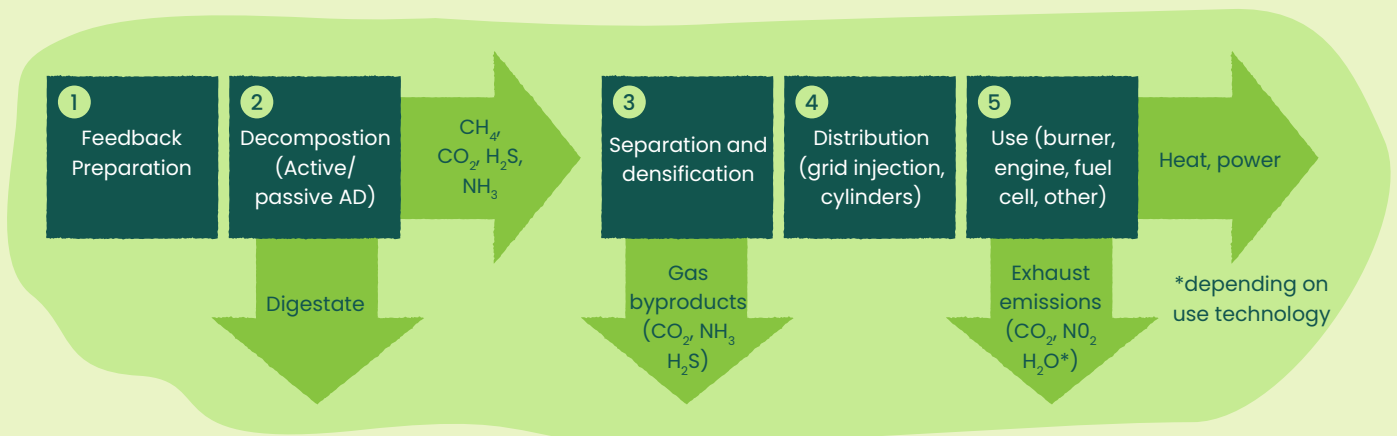 1
Feedback
Preparation
2
Decompostion
(Active/
passive AD)
CH₄,
CO₂, H₂S,
NH₃
Digestate
3
Separation and
densification
Gas
byproducts
(CO₂, NH₃
H₂S)
4
Distribution
(grid injection,
cylinders)
5
Use (burner,
engine, fuel
cell, other)
Exhaust
emissions
(CO₂, N0₂
H₂O*)
Heat, power
*depending on
use technology